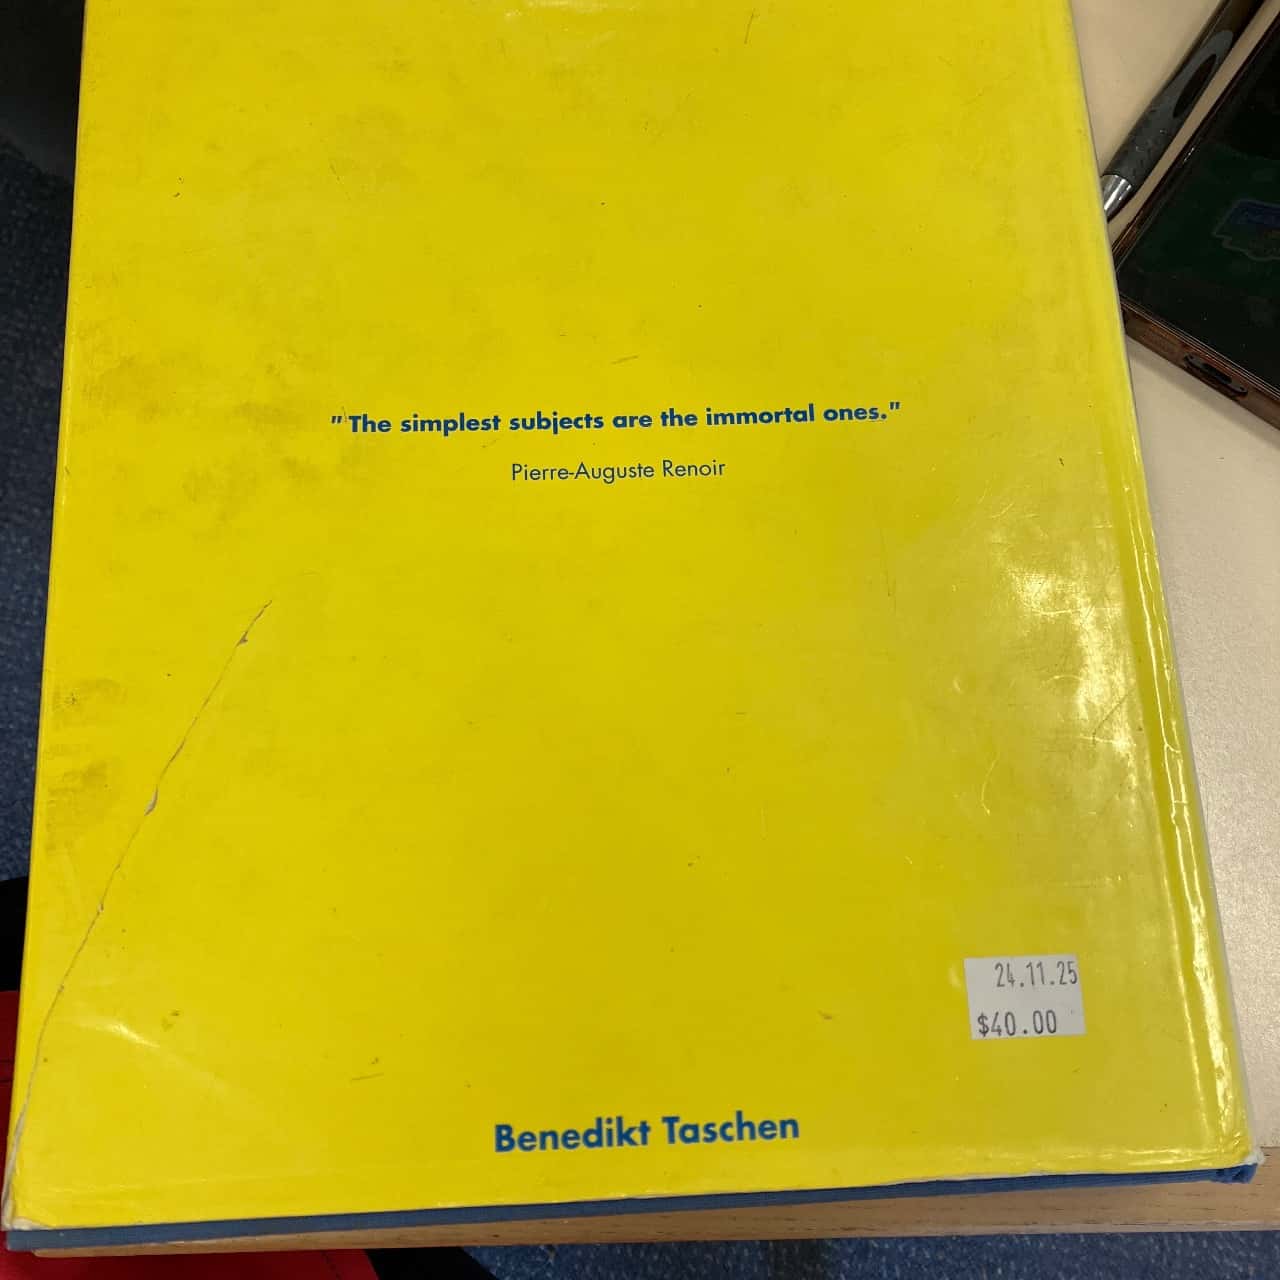 "The simplest subjects are the immortal ones."
Pierre-Auguste Renoir
24.11.25
$40.00
Benedikt Taschen